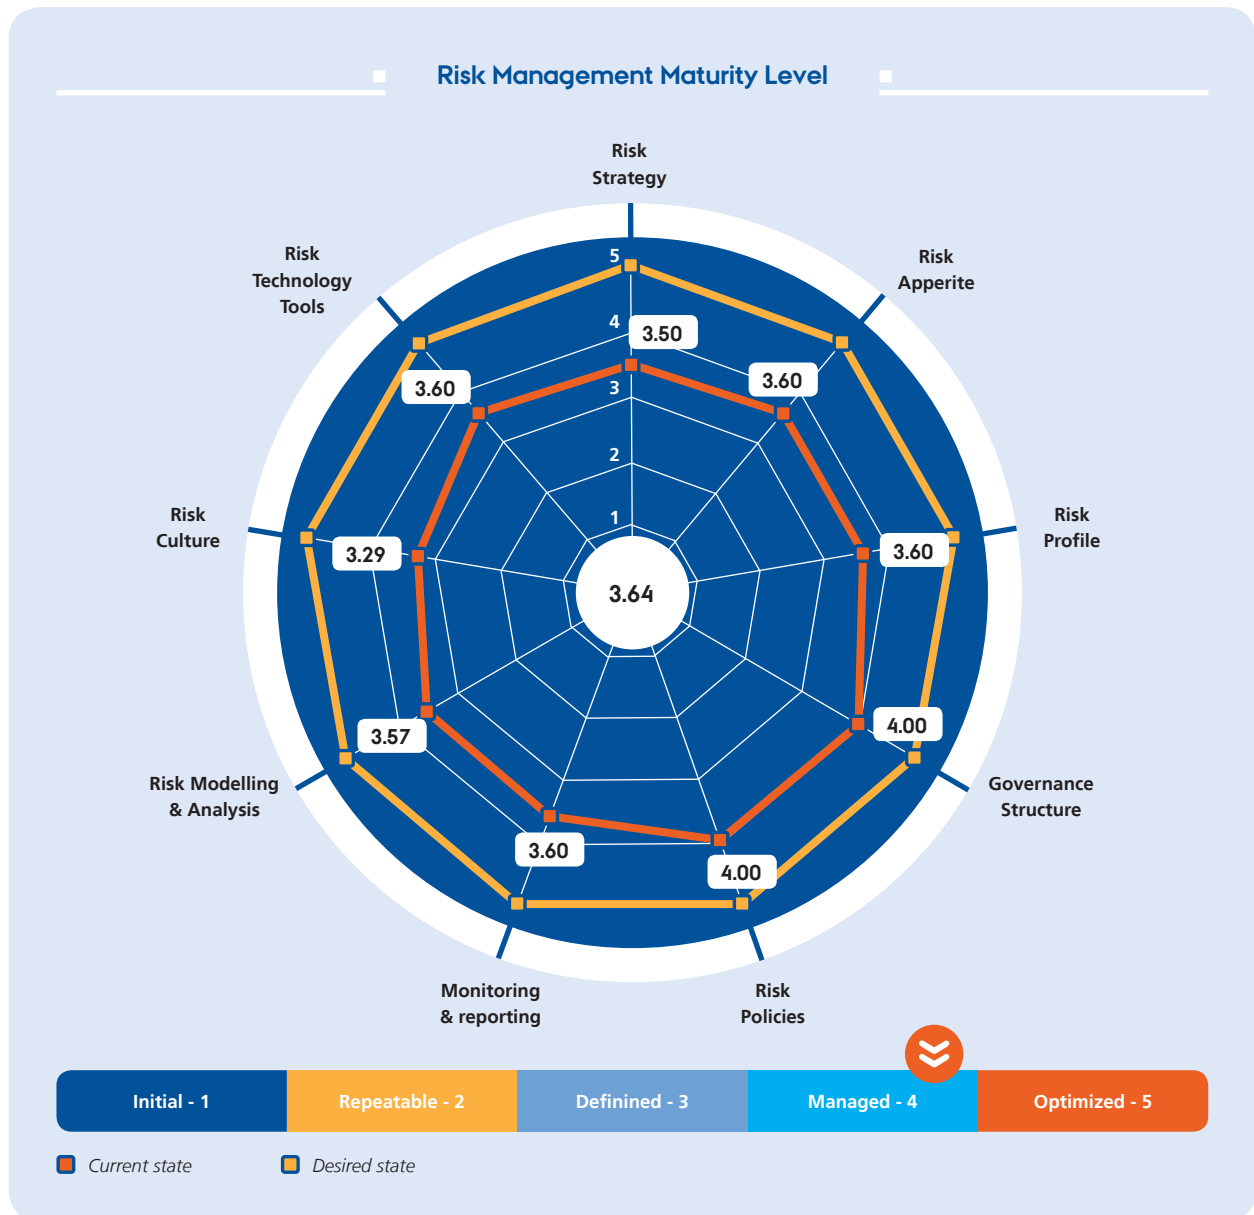 Risk Management Maturity Level
Risk
Strategy
Risk
Apperite
Risk
Profile
Governance
Structure
Risk
Policies
Monitoring
& reporting
Risk Modelling
& Analysis
Risk
Culture
Risk
Technology
Tools
5
4
3
2
1
3.50
3.60
3.60
4.00
4.00
3.60
3.57
3.29
3.60
3.64
Initial - 1
Repeatable - 2
Definined - 3
Managed - 4
Optimized - 5
Current state
Desired state